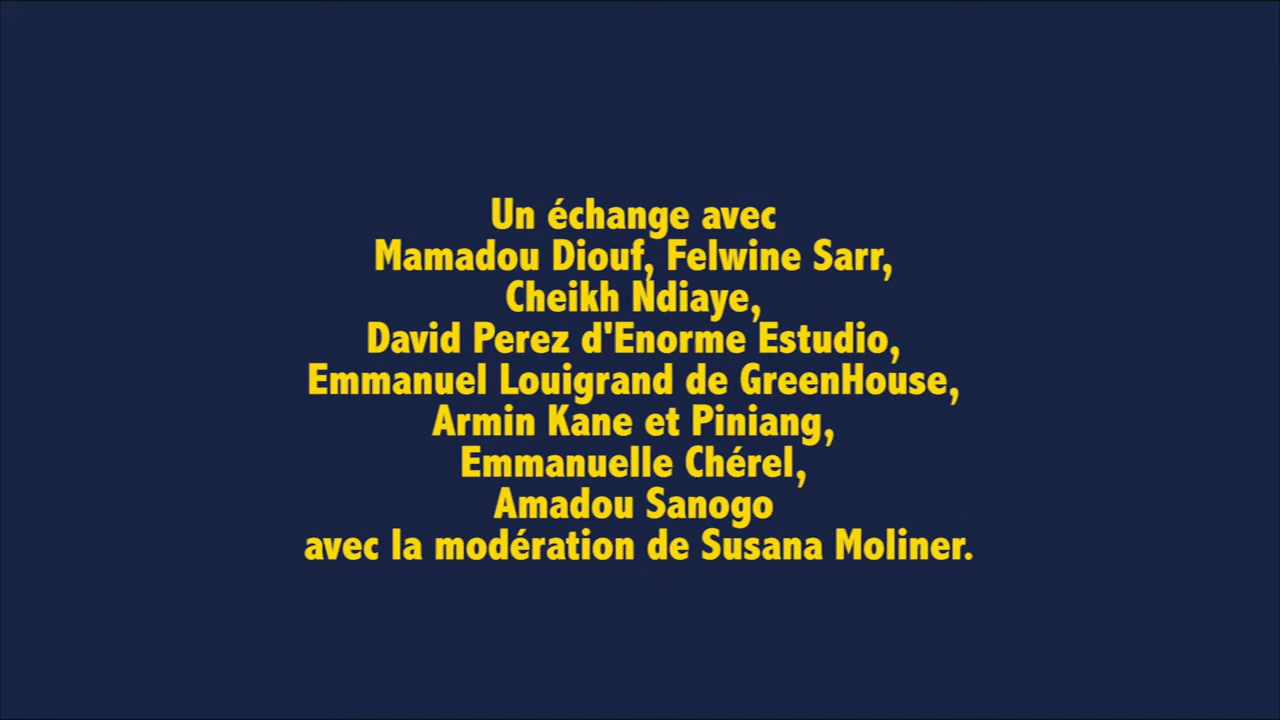 Un échange avec
Mamadou Diouf, Felwine Sarr,
Cheikh Ndiaye,
David Perez d'Enorme Estudio,
Emmanuel Louigrand de GreenHouse,
Armin Kane et Piniang,
Emmanuelle Chérel,
Amadou Sanogo
avec la modération de Susana Moliner.